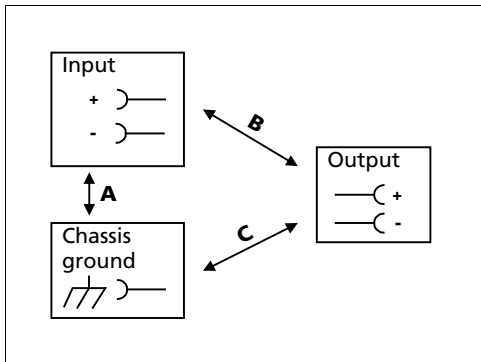 Input
+
-
B
Output
+
-
A
Chassis
ground
C